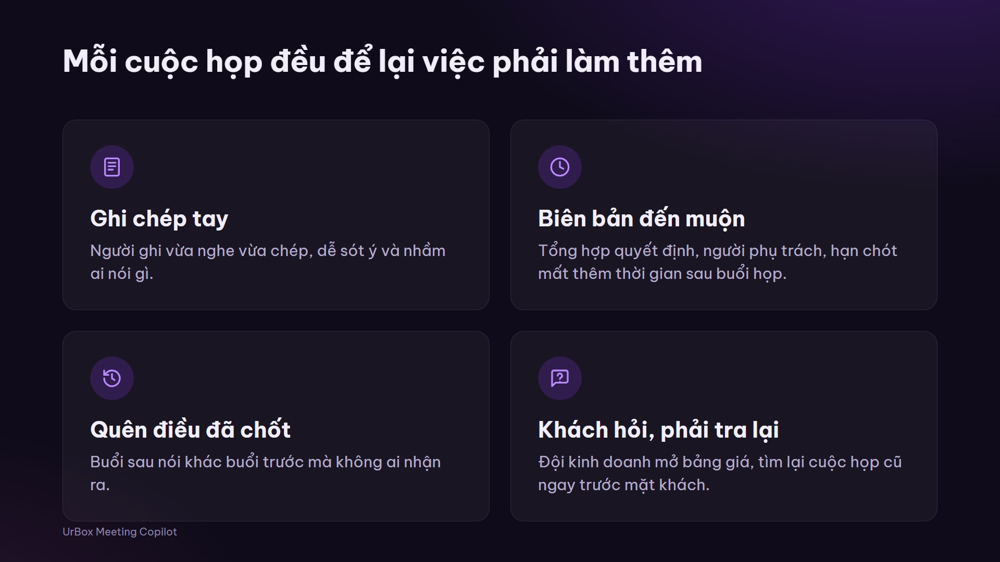 Mỗi cuộc họp đều để lại việc phải làm thêm
Ghi chép tay
Người ghi vừa nghe vừa chép, dễ sót ý và nhầm
ai nói gì.
Biên bản đến muộn
Tổng hợp quyết định, người phụ trách, hạn chót
mất thêm thời gian sau buổi họp.
Quên điều đã chốt
Buổi sau nói khác buổi trước mà không ai nhận
ra.
Khách hỏi, phải tra lại
Đội kinh doanh mở bảng giá, tìm lại cuộc họp cũ
ngay trước mặt khách.
UrBox Meeting Copilot